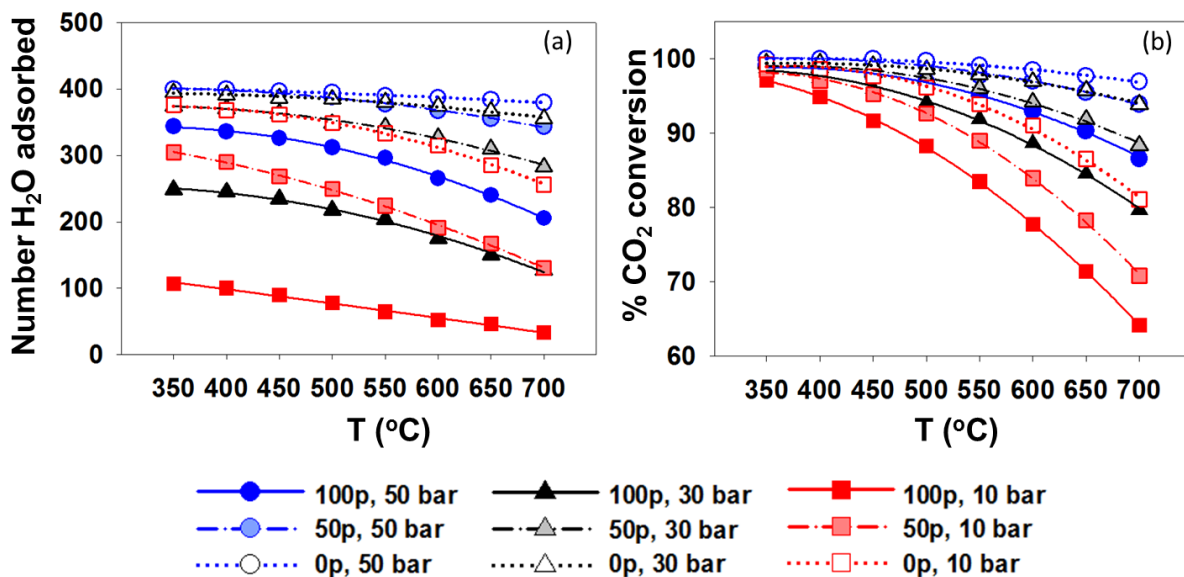 (a)
Number H2O adsorbed
500
400
300
200
100
0
350 400 450 500 550 600 650 700
T (oC)
(b)
% CO2 conversion
100
90
80
70
60
350 400 450 500 550 600 650 700
T (oC)
100p, 50 bar
50p, 50 bar
0p, 50 bar
100p, 30 bar
50p, 30 bar
0p, 30 bar
100p, 10 bar
50p, 10 bar
0p, 10 bar